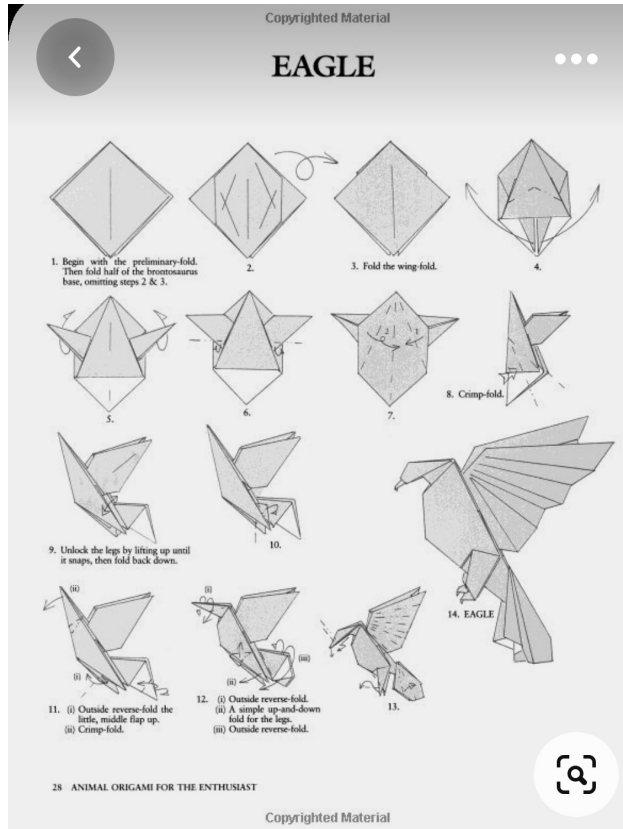 Copyrighted Material
EAGLE
1. Begin with the preliminary-fold.
Then fold half of the brontosaurus
base, omitting steps 2 & 3.
2.
3. Fold the wing-fold.
4.
5.
6.
2
1
7.
8. Crimp-fold.
9. Unlock the legs by lifting up until
it snaps, then fold back down.
10.
14. EAGLE
(ii)
(i)
11. (i) Outside reverse-fold the
little, middle flap up.
(ii) Crimp-fold.
(i)
(iii)
(ii)
12. (i) Outside reverse-fold.
(ii) A simple up-and-down
fold for the legs.
(iii) Outside reverse-fold.
13.
28 ANIMAL ORIGAMI FOR THE ENTHUSIAST
Copyrighted Material